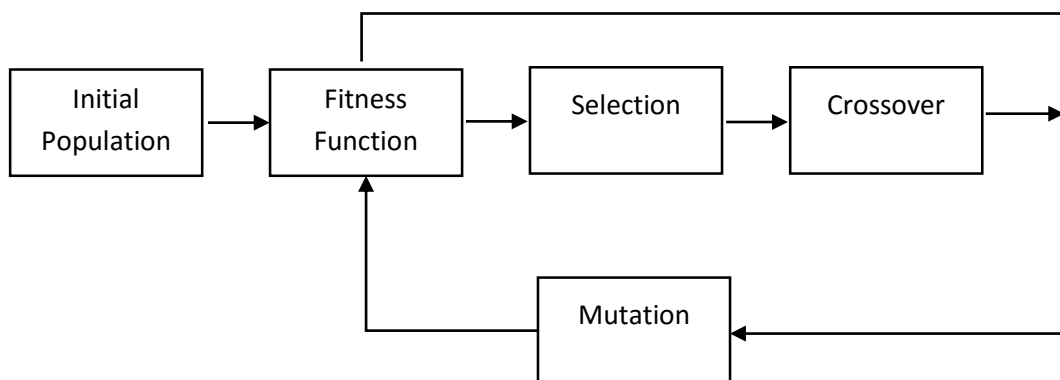 Initial
Population
Fitness
Function
Selection
Crossover
Mutation